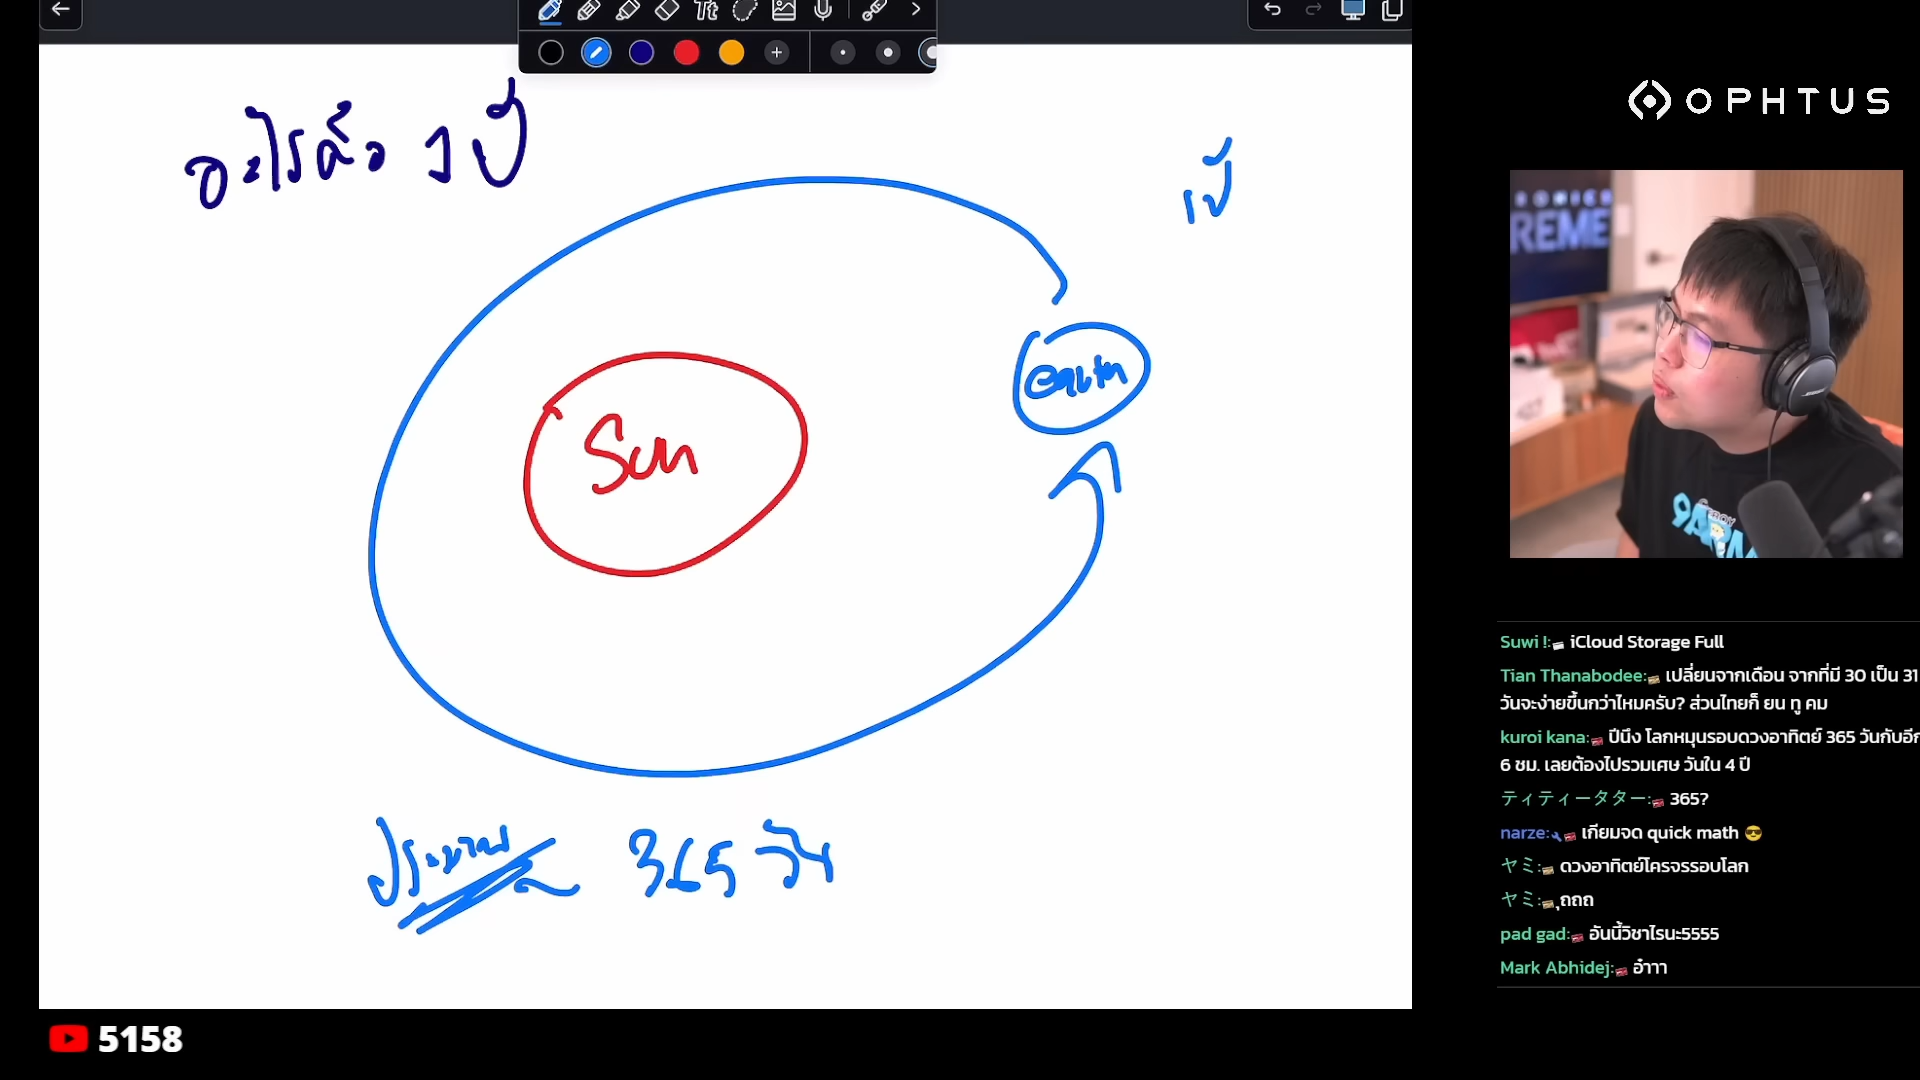 Tt
อะไรคือ 1 ปี
Sun
earth
ประมาณ ~ 365 วัน
OPHTUS
REME
9ARM
Suwi !: iCloud Storage Full
Tian Thanabodee: เปลี่ยนจากเดือน จากที่มี 30 เป็น 31
วันจะง่ายขึ้นกว่าไหมครับ? ส่วนไทยก็ ยน ทู คม
kuroi kana: ปีนึง โลกหมุนรอบดวงอาทิตย์ 365 วันกับอีก
6 ชม. เลยต้องไปรวมเศษ วันใน 4 ปี
ティティータター: 365?
narze: เกียมจด quick math 😎
ヤミ: ดวงอาทิตย์โครจรรอบโลก
ヤミ: ุถถถ
pad gad: อันนี้วิชาไรนะ5555
Mark Abhidej: อ๋าาา
5158